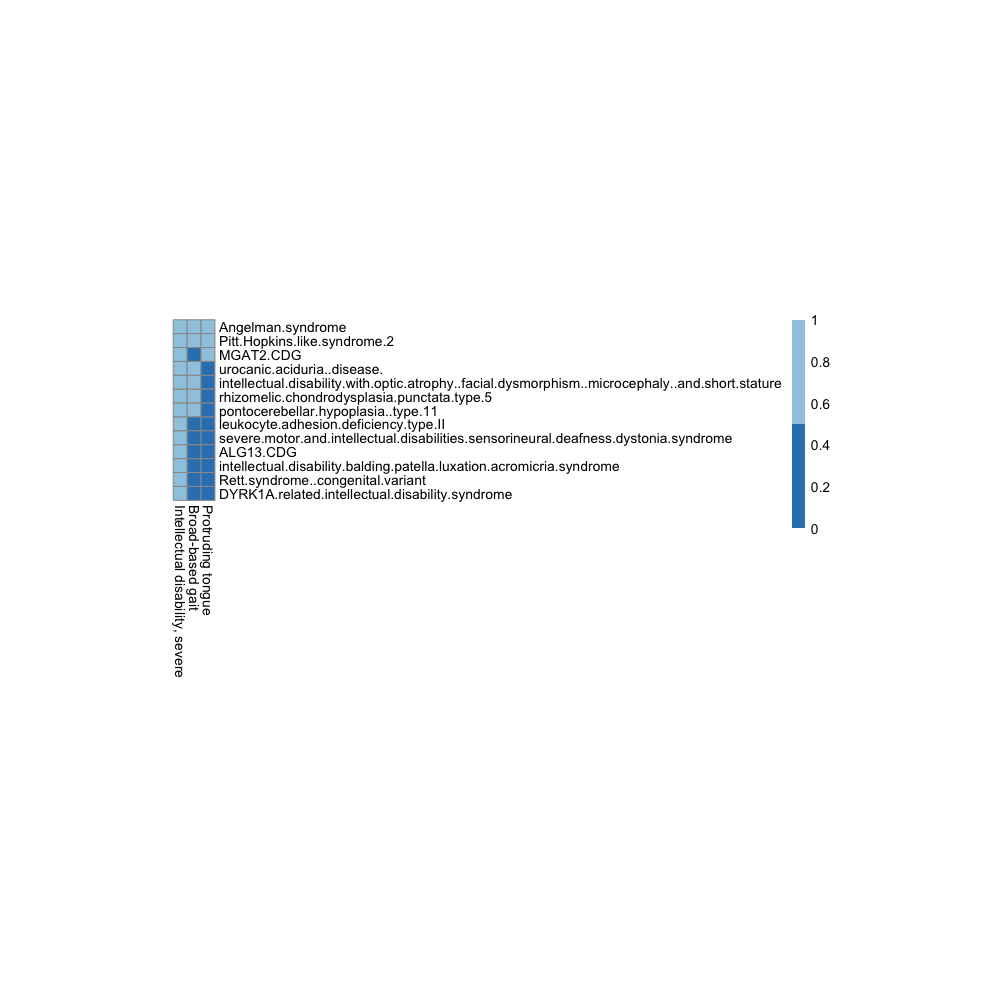 Angelman.syndrome
Pitt.Hopkins.like.syndrome.2
MGAT2.CDG
urocanic.aciduria..disease.
intellectual.disability.with.optic.atrophy..facial.dysmorphism..microcephaly..and.short.stature
rhizomelic.chondrodysplasia.punctata.type.5
pontocerebellar.hypoplasia..type.11
leukocyte.adhesion.deficiency.type.II
severe.motor.and.intellectual.disabilities.sensorineural.deafness.dystonia.syndrome
ALG13.CDG
intellectual.disability.balding.patella.luxation.acromicria.syndrome
Rett.syndrome..congenital.variant
DYRK1A.related.intellectual.disability.syndrome
Intellectual disability, severe
Broad-based gait
Protruding tongue
1
0.8
0.6
0.4
0.2
0